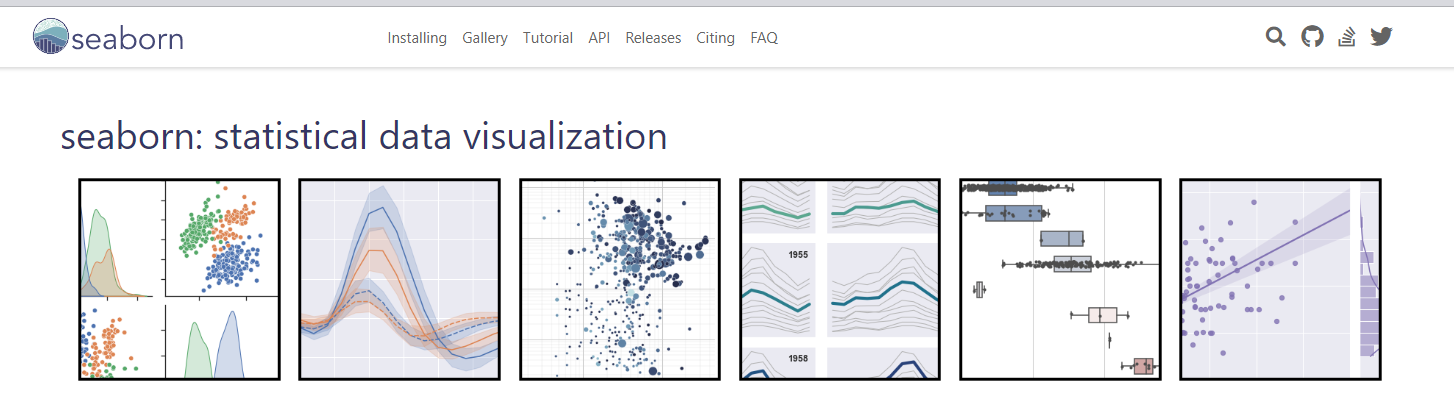 seaborn
Installing Gallery Tutorial API Releases Citing FAQ
seaborn: statistical data visualization
1955
1958